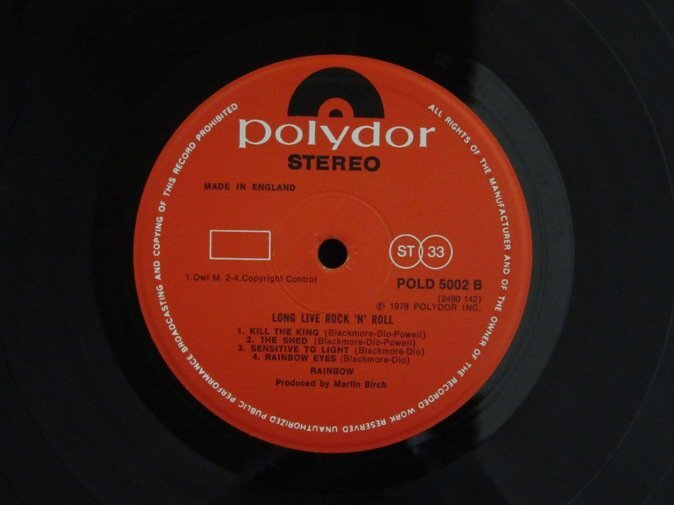 polydor
STEREO
MADE IN ENGLAND
ST 33
1.Owl M. 2-4.Copyright Control
POLD 5002 B
(2490 142)
℗ 1978 POLYDOR INC.
LONG LIVE ROCK 'N' ROLL
1. KILL THE KING (Blackmore-Dio-Powell)
2. THE SHED (Blackmore-Dio-Powell)
3. SENSITIVE TO LIGHT (Blackmore-Dio)
4. RAINBOW EYES (Blackmore-Dio)
RAINBOW
Produced by Martin Birch
ALL RIGHTS OF THE MANUFACTURER AND OF THE OWNER OF THE RECORDED WORK RESERVED UNAUTHORIZED PUBLIC PERFORMANCE BROADCASTING AND COPYING OF THIS RECORD PROHIBITED